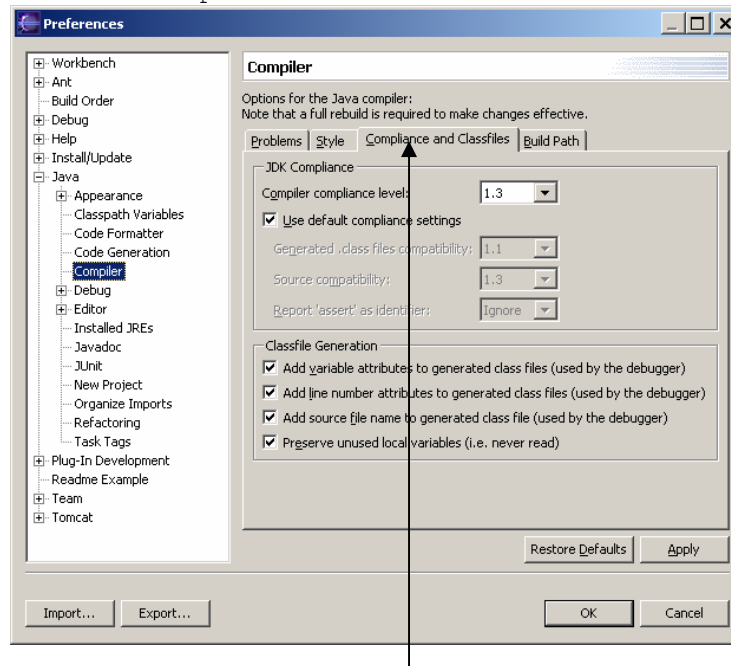 Preferences
Workbench
Ant
Build Order
Debug
Help
Install/Update
Java
Appearance
Classpath Variables
Code Formatter
Code Generation
Compiler
Debug
Editor
Installed JREs
Javadoc
JUnit
New Project
Organize Imports
Refactoring
Task Tags
Plug-In Development
Readme Example
Team
Tomcat
Compiler
Options for the Java compiler:
Note that a full rebuild is required to make changes effective.
Problems Style Compliance and Classfiles Build Path
JDK Compliance
Compiler compliance level: 1.3
Use default compliance settings
Generated .class files compatibility: 1.1
Source compatibility: 1.3
Report 'assert' as identifier: Ignore
Classfile Generation
Add variable attributes to generated class files (used by the debugger)
Add line number attributes to generated class files (used by the debugger)
Add source file name to generated class file (used by the debugger)
Preserve unused local variables (i.e. never read)
Restore Defaults Apply
Import... Export... OK Cancel